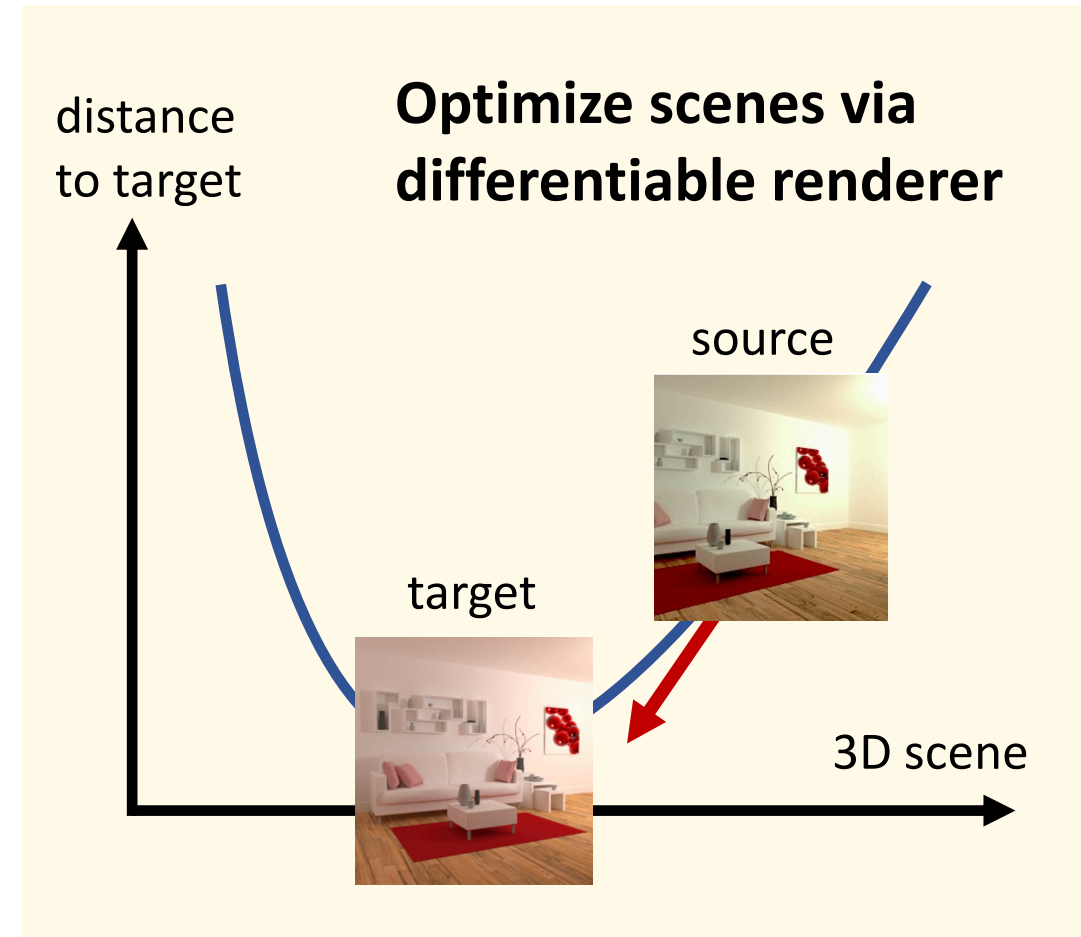 distance
to target
Optimize scenes via
differentiable renderer
source
target
3D scene